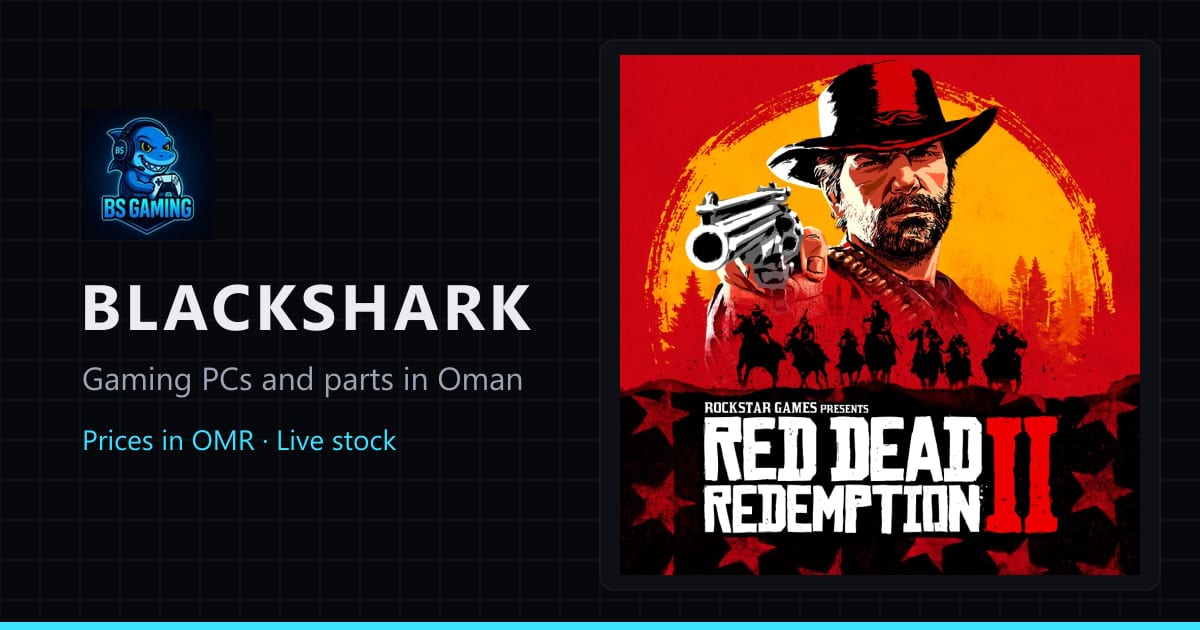 BS
BS GAMING
BLACKSHARK
Gaming PCs and parts in Oman
Prices in OMR · Live stock
ROCKSTAR GAMES PRESENTS
RED DEAD
REDEMPTION II